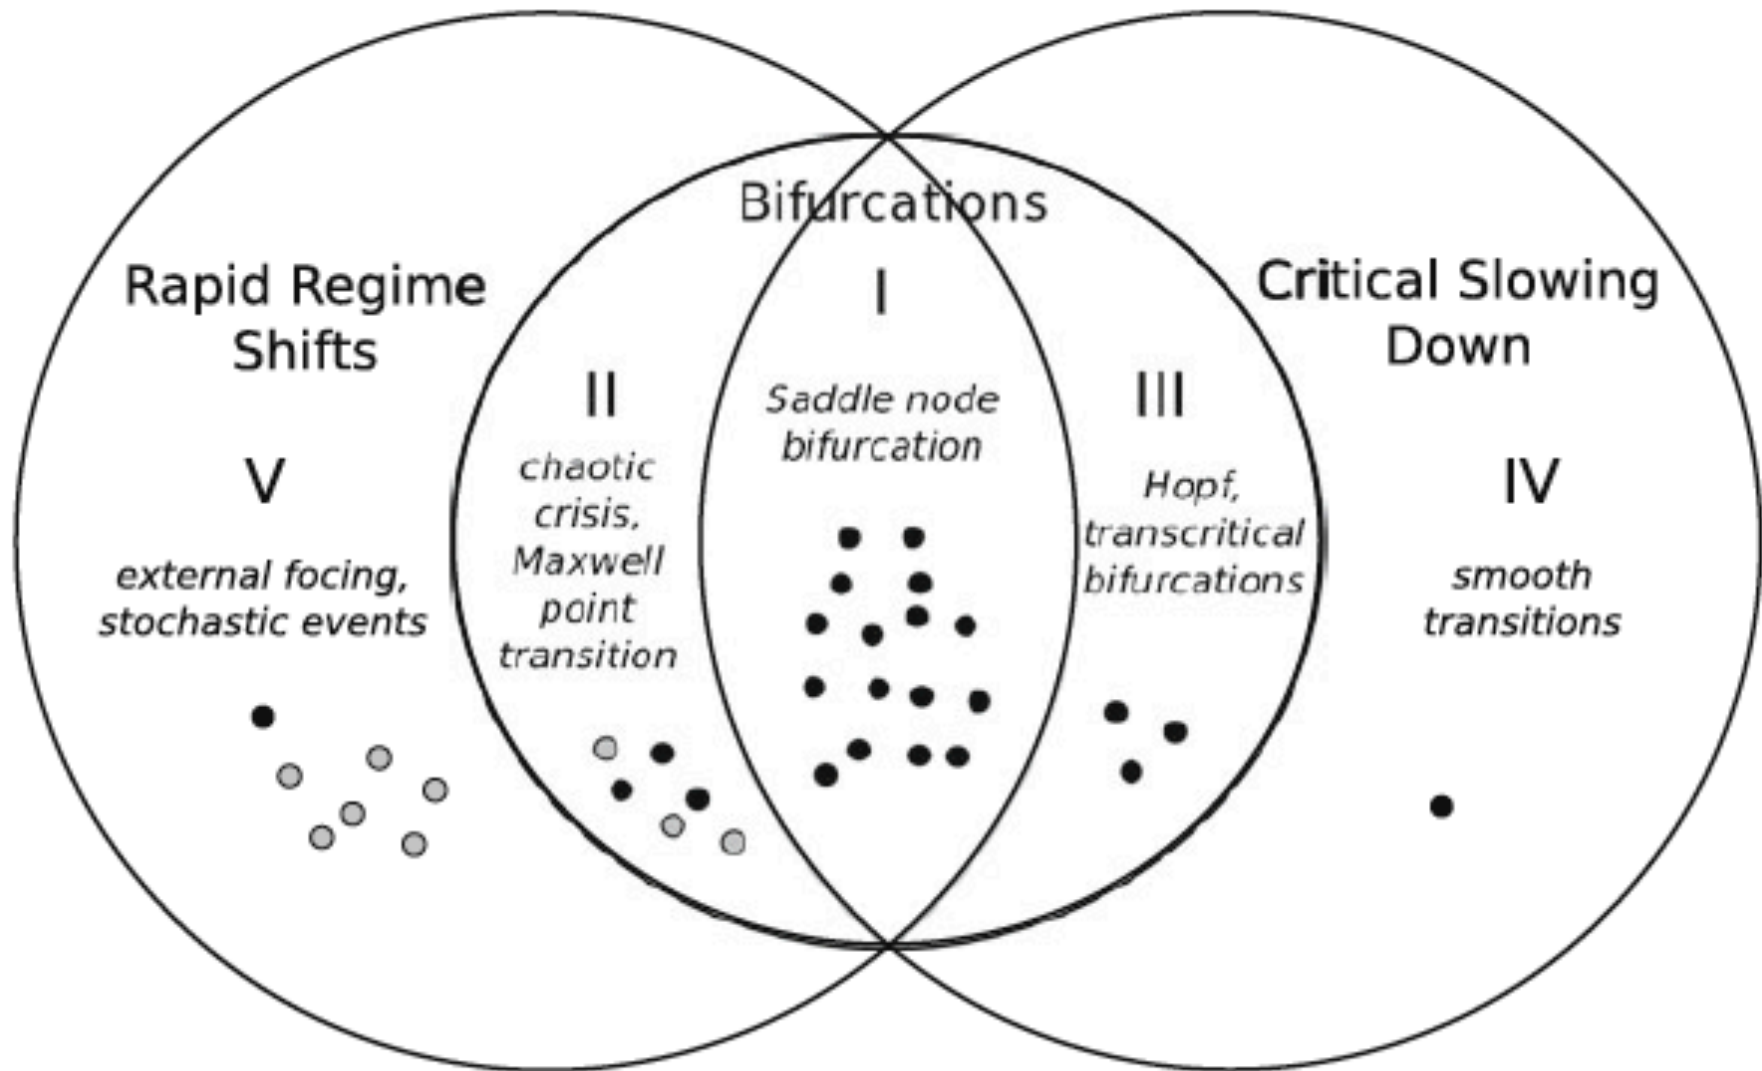 Bifurcations
I
Saddle node
bifurcation
Rapid Regime
Shifts
V
external focing,
stochastic events
II
chaotic
crisis,
Maxwell
point
transition
III
Hopf,
transcritical
bifurcations
Critical Slowing
Down
IV
smooth
transitions